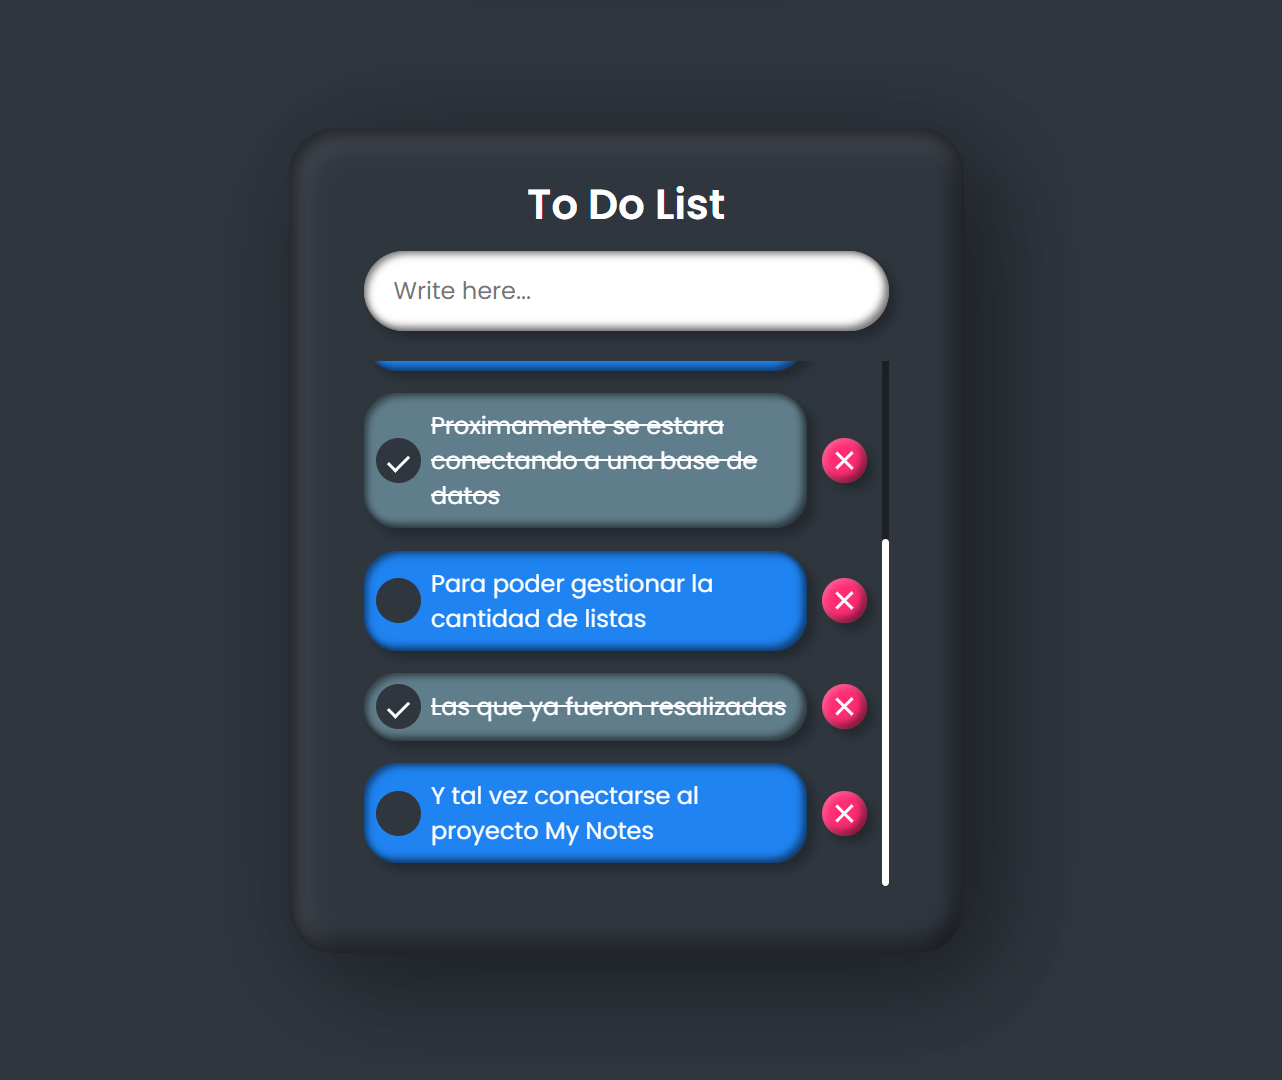 To Do List
Write here...
Proximamente se estara
conectando a una base de
datos
Para poder gestionar la
cantidad de listas
Las que ya fueron resalizadas
Y tal vez conectarse al
proyecto My Notes